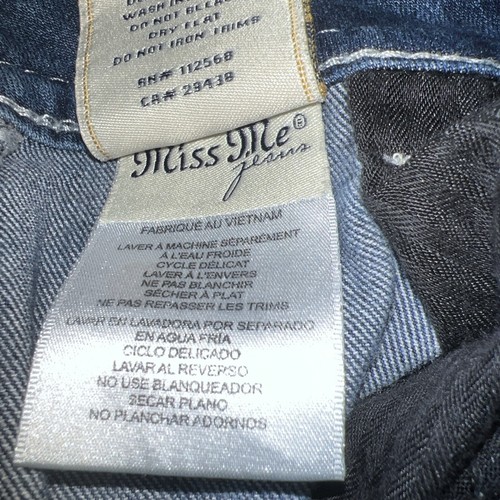 WASH IN
DO NOT BLEACH
DRY FLAT
DO NOT IRON TRIMS
RN# 112568
CA# 29438
Miss Me®
jeans
FABRIQUÉ AU VIETNAM
LAVER À MACHINE SÉPARÉMENT
À L'EAU FROIDE
CYCLE DÉLICAT
LAVER À L'ENVERS
NE PAS BLANCHIR
SÉCHER À PLAT
NE PAS REPASSER LES TRIMS
LAVAR EN LAVADORA POR SEPARADO
EN AGUA FRÍA
CICLO DELICADO
LAVAR AL REVERSO
NO USE BLANQUEADOR
SECAR PLANO
NO PLANCHAR ADORNOS